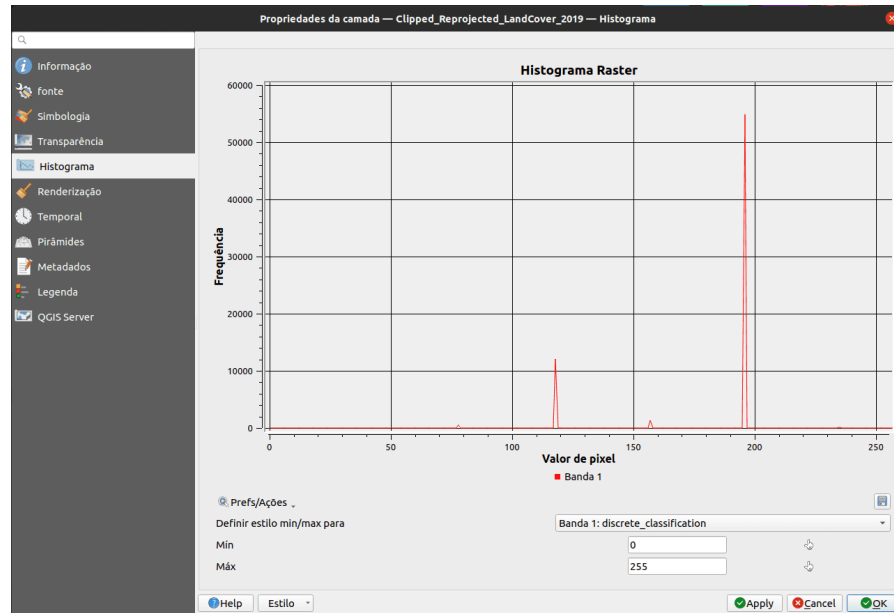 Propriedades da camada — Clipped_Reprojected_LandCover_2019 — Histograma
Informação
fonte
Simbologia
Transparência
Histograma
Renderização
Temporal
Pirâmides
Metadados
Legenda
QGIS Server
Histograma Raster
Frequência
60000
50000
40000
30000
20000
10000
0
0 50 100 150 200 250
Valor de pixel
Banda 1
Prefs/Ações
Definir estilo min/max para Banda 1: discrete_classification
Mín 0
Máx 255
Help Estilo Apply Cancel OK